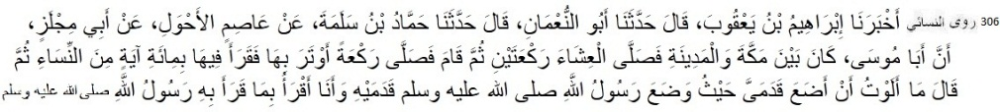 306 روى النسائي أَخْبَرَنَا إِبْرَاهِيمُ بْنُ يَعْقُوبَ، قَالَ حَدَّثَنَا أَبُو النُّعْمَانِ، قَالَ حَدَّثَنَا حَمَّادُ بْنُ سَلَمَةَ، عَنْ عَاصِمٍ الأَحْوَلِ، عَنْ أَبِي مِجْلَزٍ،
أَنَّ أَبَا مُوسَى، كَانَ بَيْنَ مَكَّةَ وَالْمَدِينَةِ فَصَلَّى الْعِشَاءَ رَكْعَتَيْنِ ثُمَّ قَامَ فَصَلَّى رَكْعَةً أَوْتَرَ بِهَا فَقَرَأَ فِيهَا بِمِائَةِ آيَةٍ مِنَ النِّسَاءِ ثُمَّ
قَالَ مَا أَلَوْتُ أَنْ أَضَعَ قَدَمَىَّ حَيْثُ وَضَعَ رَسُولُ اللَّهِ صلى الله عليه وسلم قَدَمَيْهِ وَأَنَا أَقْرَأُ بِمَا قَرَأَ بِهِ رَسُولُ اللَّهِ صلى الله عليه وسلم